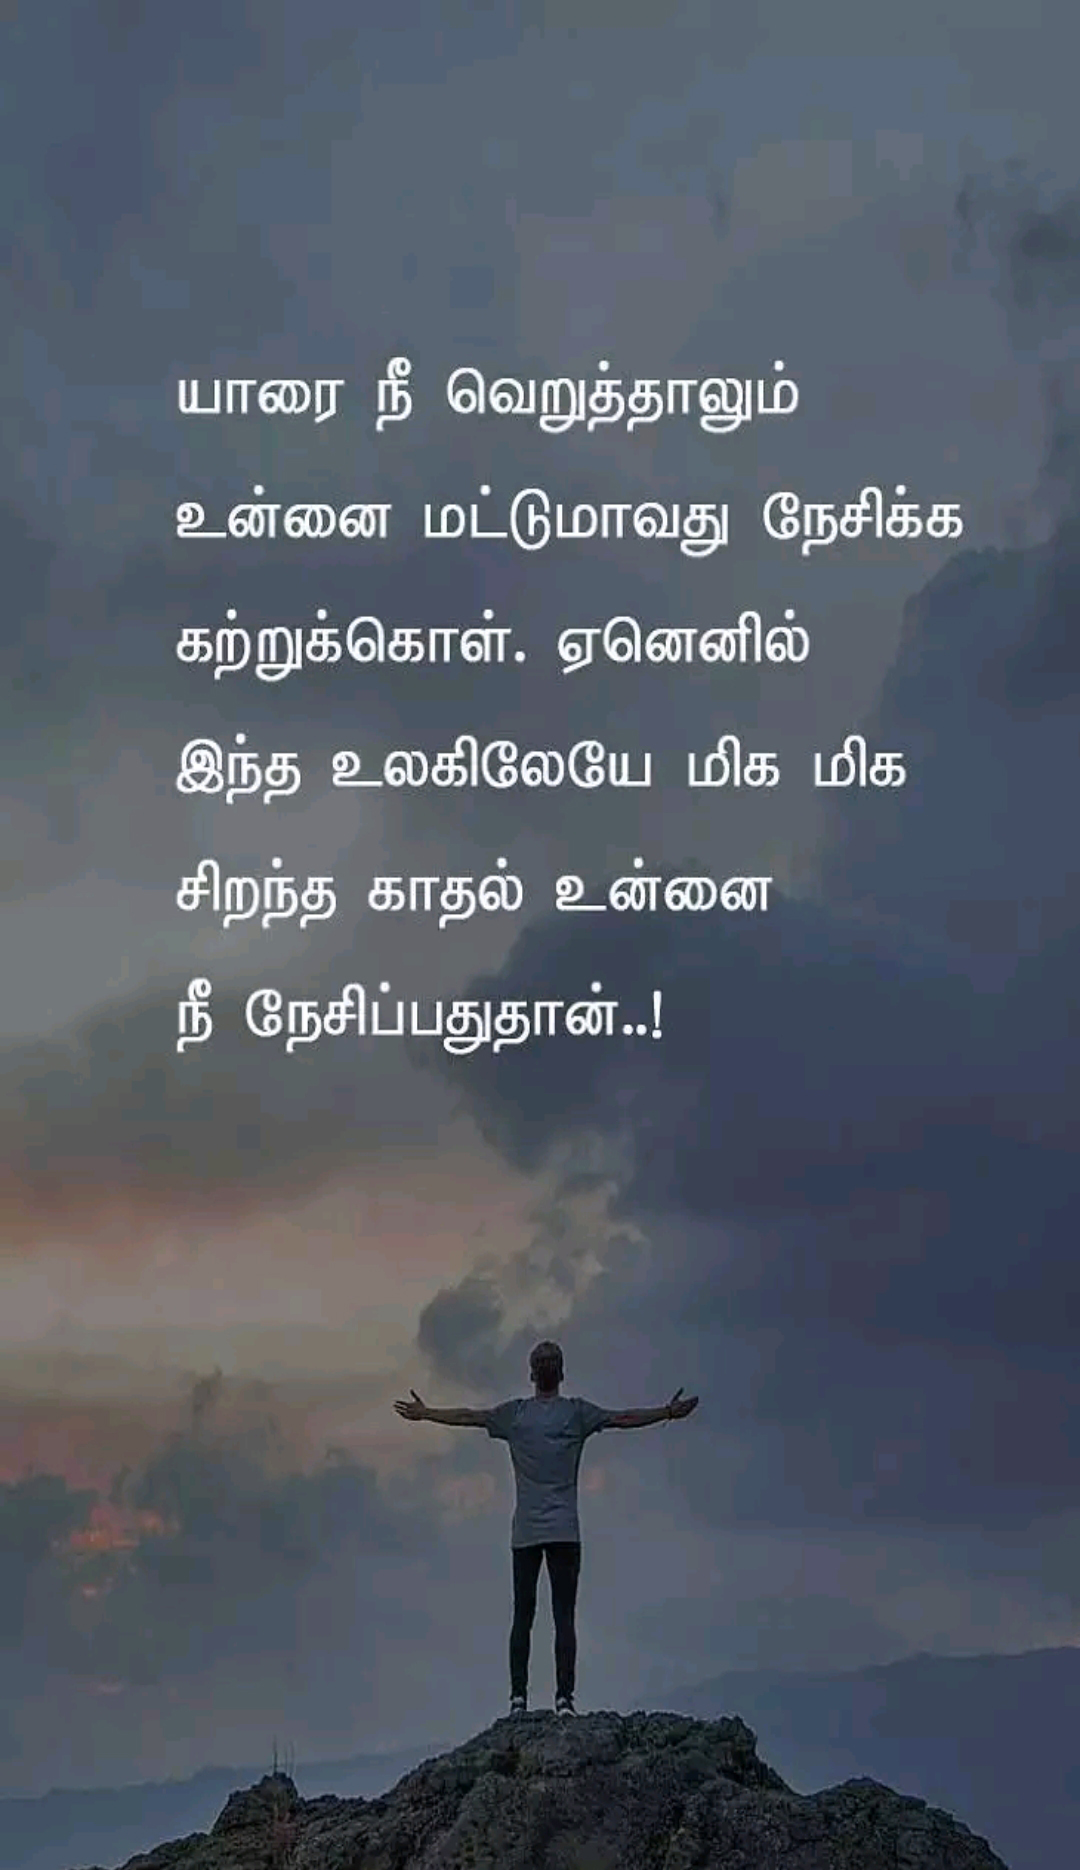 யாரை நீ வெறுத்தாலும்
உன்னை மட்டுமாவது நேசிக்க
கற்றுக்கொள். ஏனெனில்
இந்த உலகிலேயே மிக மிக
சிறந்த காதல் உன்னை
நீ நேசிப்பதுதான்..!